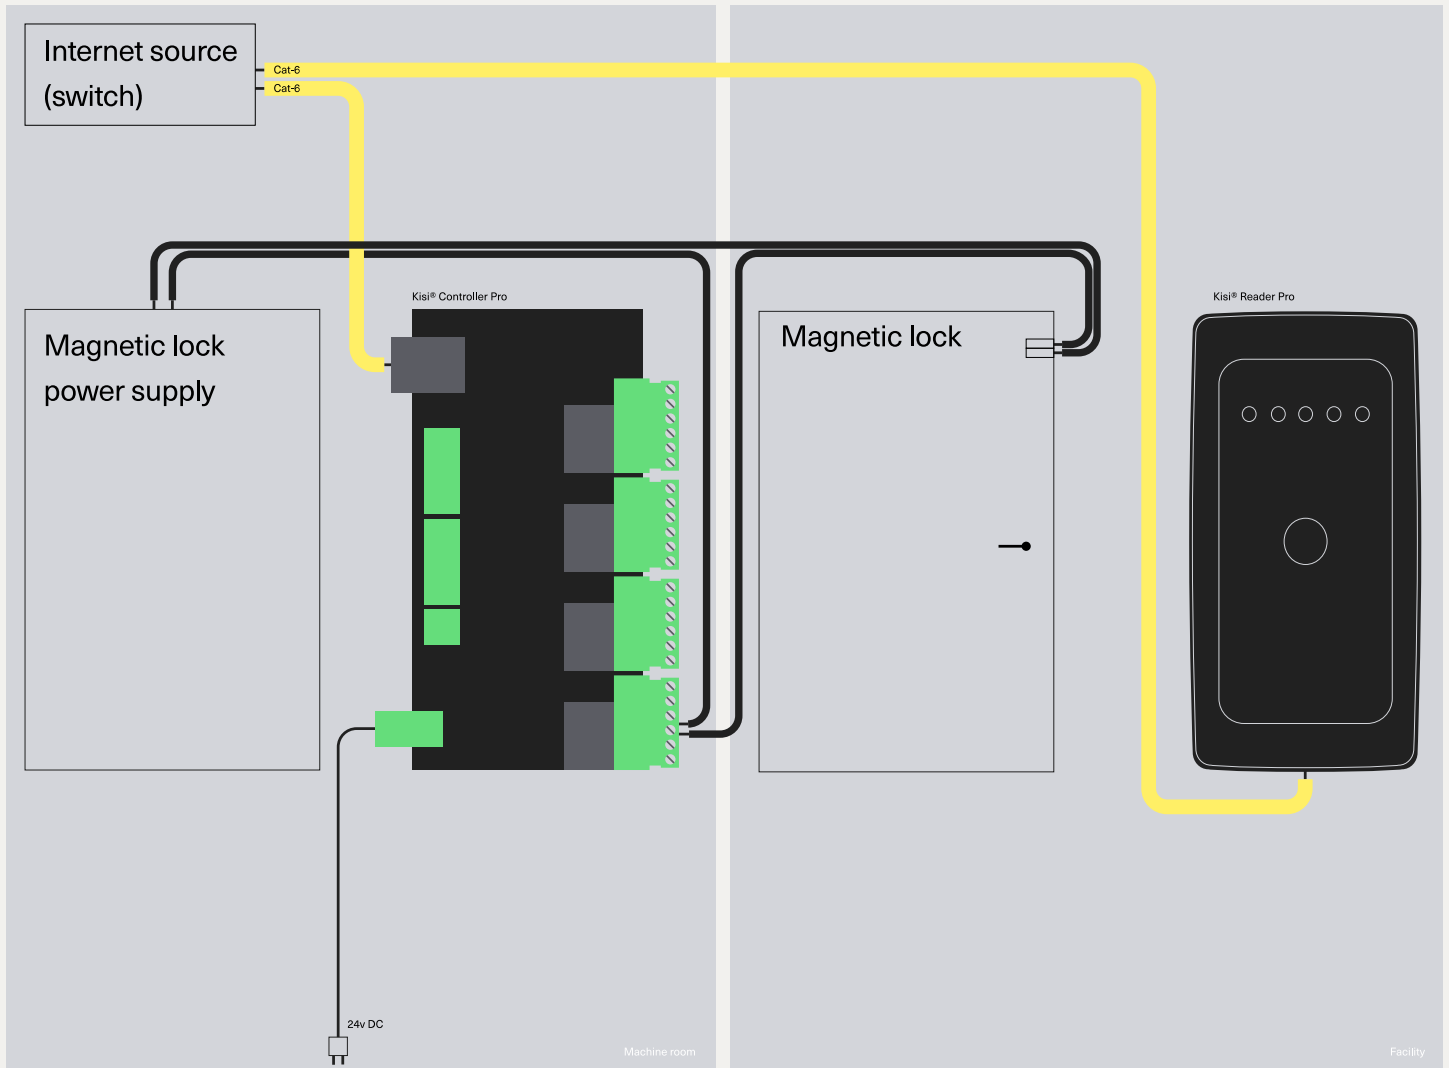 Internet source
(switch)
Cat-6
Cat-6
Magnetic lock
power supply
Kisi® Controller Pro
Magnetic lock
Kisi® Reader Pro
24v DC
Machine room
Facility